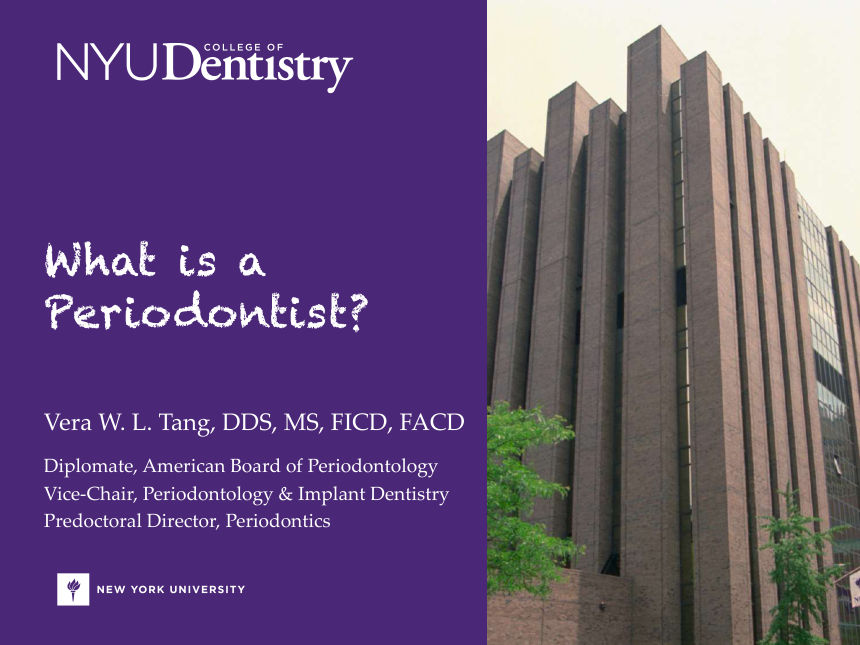 NYU COLLEGE OF Dentistry
What is a
Periodontist?
Vera W. L. Tang, DDS, MS, FICD, FACD
Diplomate, American Board of Periodontology
Vice-Chair, Periodontology & Implant Dentistry
Predoctoral Director, Periodontics
NEW YORK UNIVERSITY